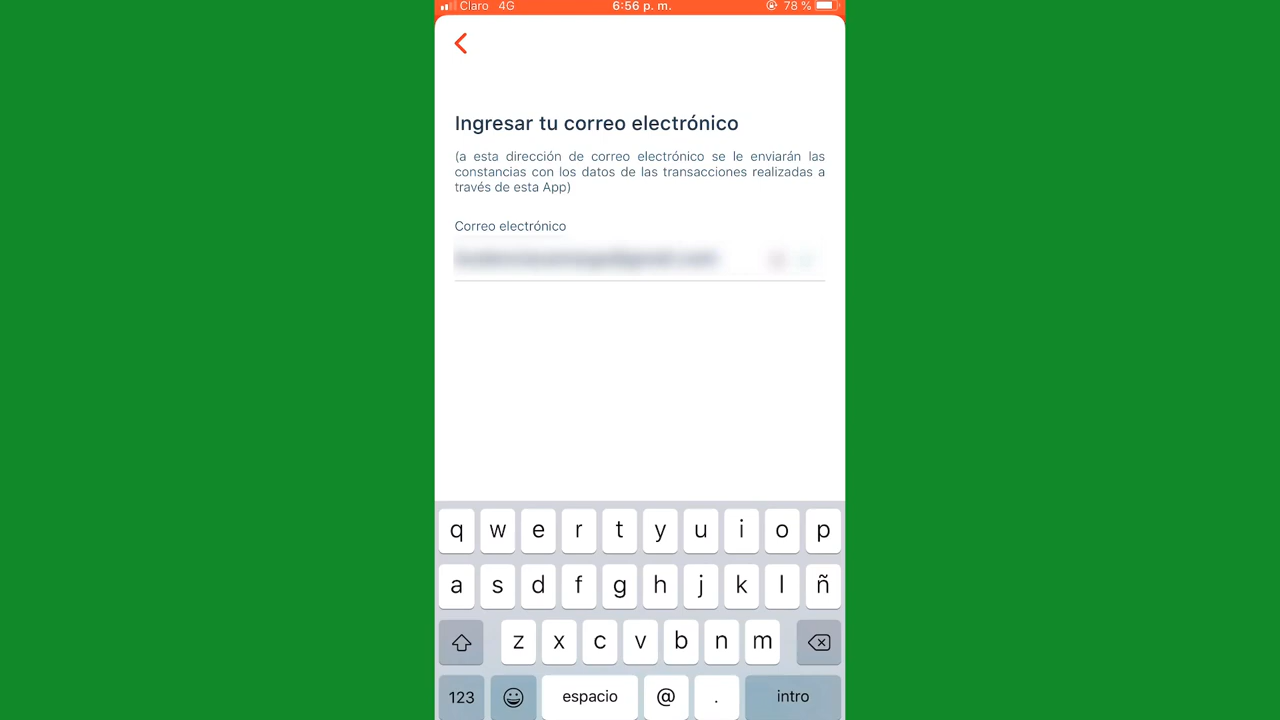 Claro 4G 6:56 p. m. 78 %
Ingresar tu correo electrónico
(a esta dirección de correo electrónico se le enviarán las
constancias con los datos de las transacciones realizadas a
través de esta App)
Correo electrónico
q w e r t y u i o p
a s d f g h j k l ñ
z x c v b n m
123 espacio @ . intro